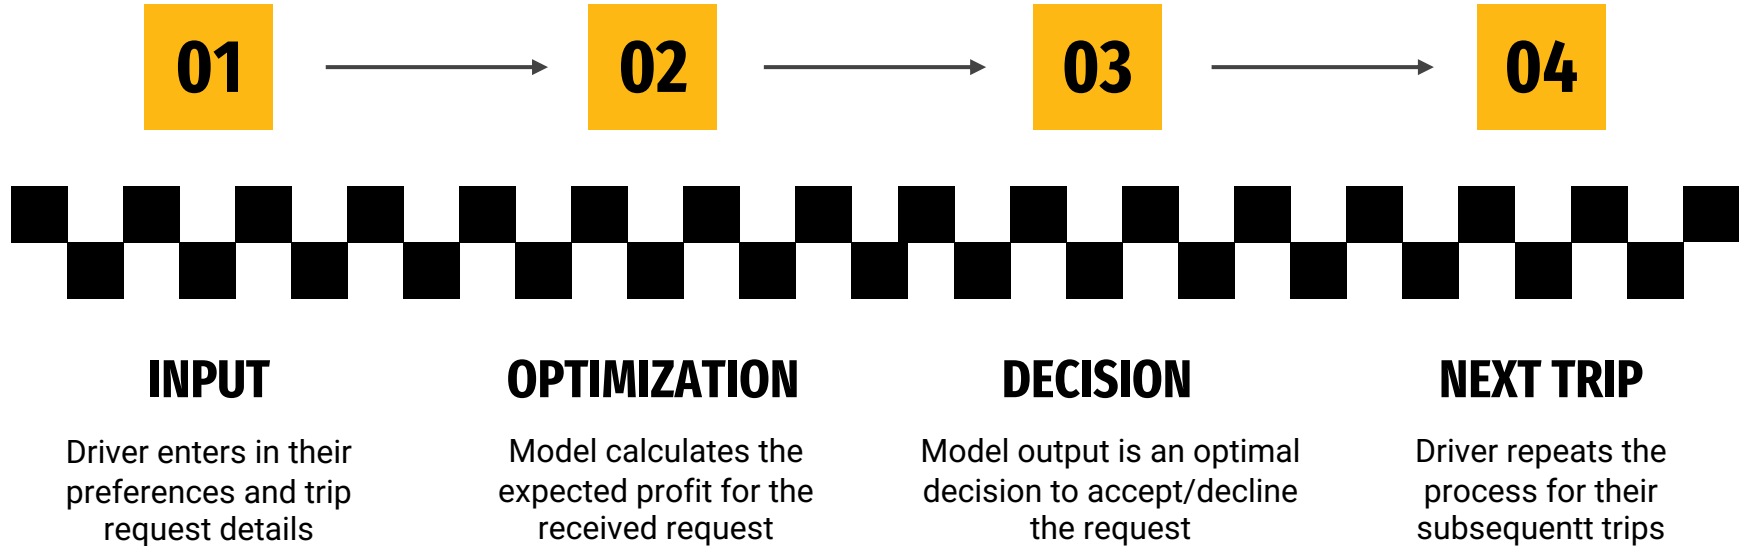 01
02
03
04
INPUT
Driver enters in their
preferences and trip
request details
OPTIMIZATION
Model calculates the
expected profit for the
received request
DECISION
Model output is an optimal
decision to accept/decline
the request
NEXT TRIP
Driver repeats the
process for their
subsequentt trips